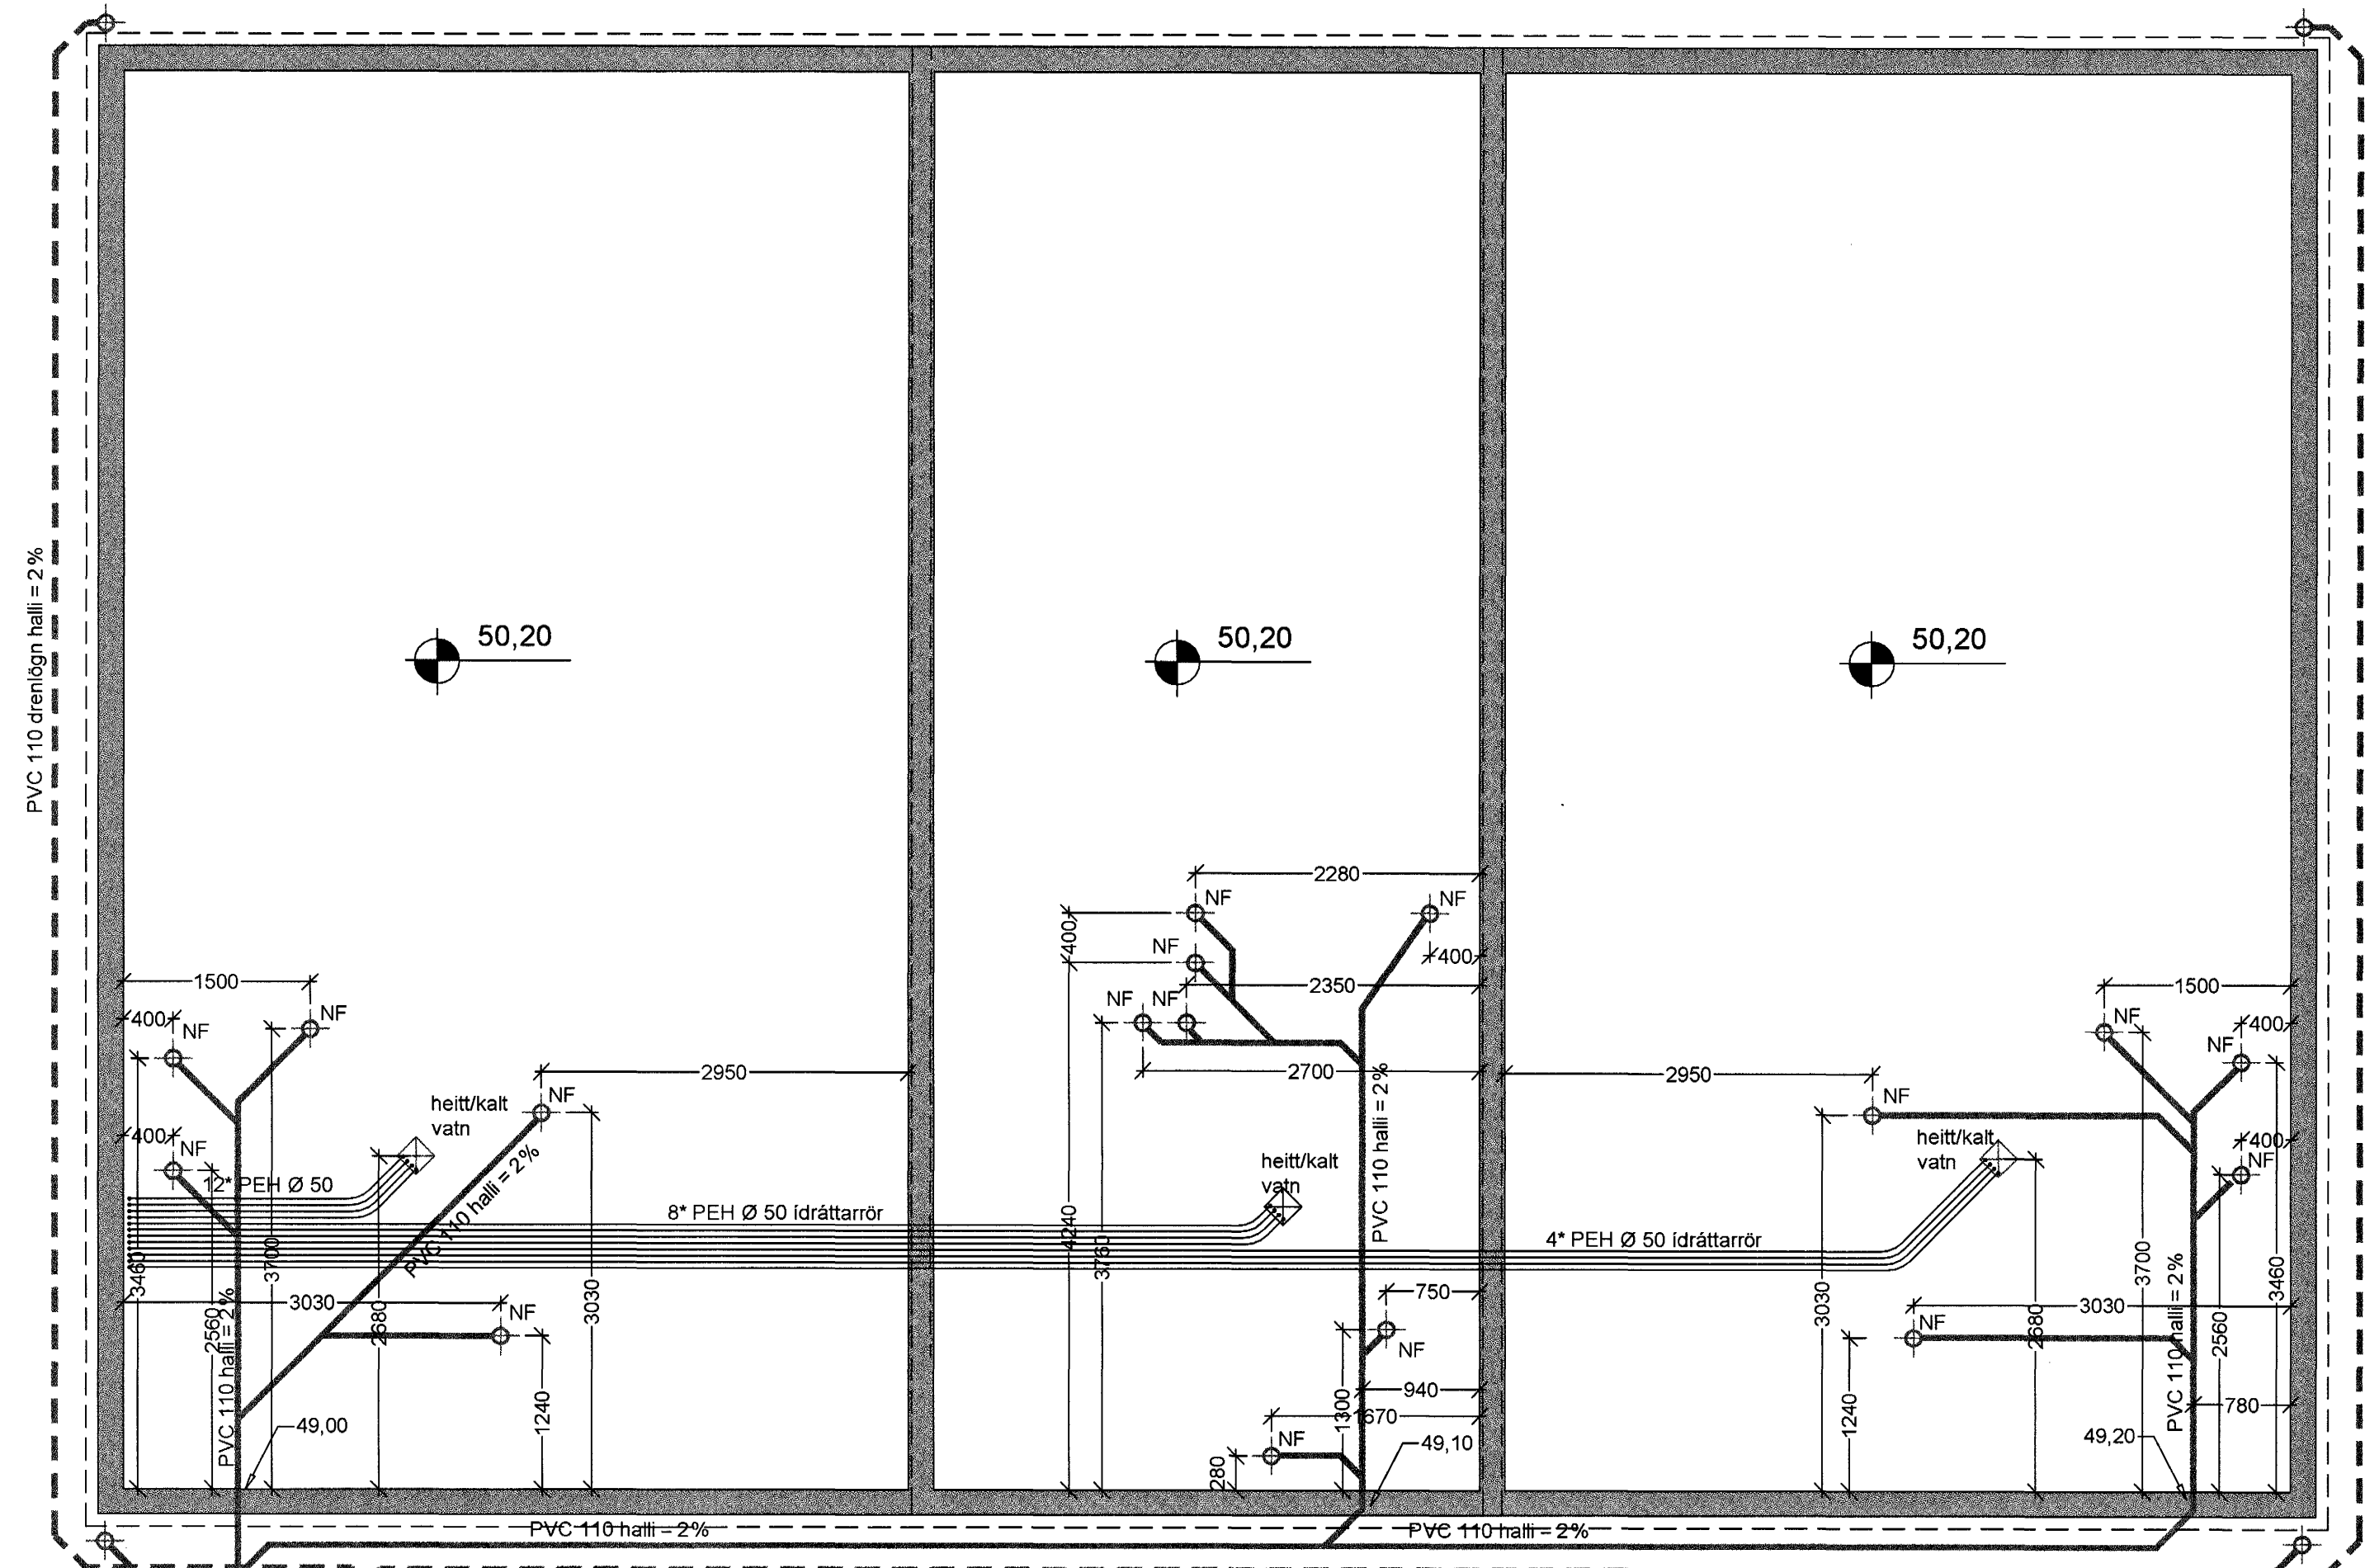 PVC 110 drenlögn halli = 2%
50,20
50,20
50,20
2280
NF
NF
400
NF
400
1500
2350
1500
NF
NF
NF
NF
400
NF
NF
400
NF
2950
2700
2950
NF
heitt/kalt
vatn
NF
PVC 110 halli = 2%
NF
heitt/kalt
vatn
400
NF
400
NF
heitt/kalt
vatn
12* PEH Ø 50
PVC 110 halli = 2%
8* PEH Ø 50 ídráttarrör
4* PEH Ø 50 ídráttarrör
3460
3700
4240
3760
3700
3460
3030
2560
2680
3030
NF
750
NF
3030
3030
NF
2680
2560
PVC 110 halli = 2%
PVC 110 halli = 2%
1240
940
1300
1670
1240
780
49,00
NF
49,10
49,20
280
PVC 110 halli = 2%
PVC 110 halli = 2%